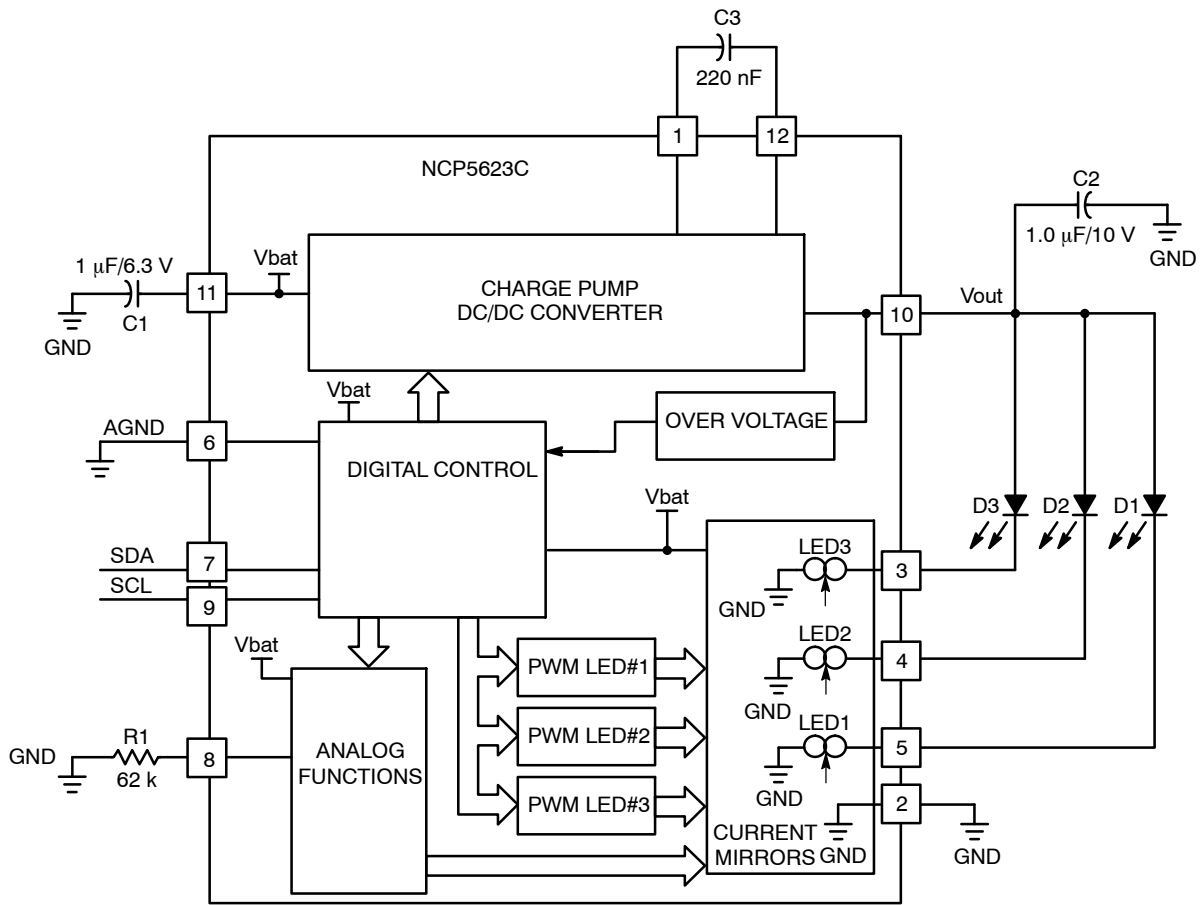 C3
220 nF
1
12
NCP5623C
C2
1.0 μF/10 V
GND
1 μF/6.3 V
Vbat
11
C1
GND
CHARGE PUMP
DC/DC CONVERTER
10
Vout
Vbat
AGND
6
OVER VOLTAGE
DIGITAL CONTROL
Vbat
D3
D2
D1
SDA
7
SCL
9
LED3
3
GND
LED2
4
GND
LED1
5
GND
Vbat
PWM LED#1
PWM LED#2
PWM LED#3
GND
R1
62 k
8
ANALOG
FUNCTIONS
2
CURRENT
MIRRORS
GND
GND